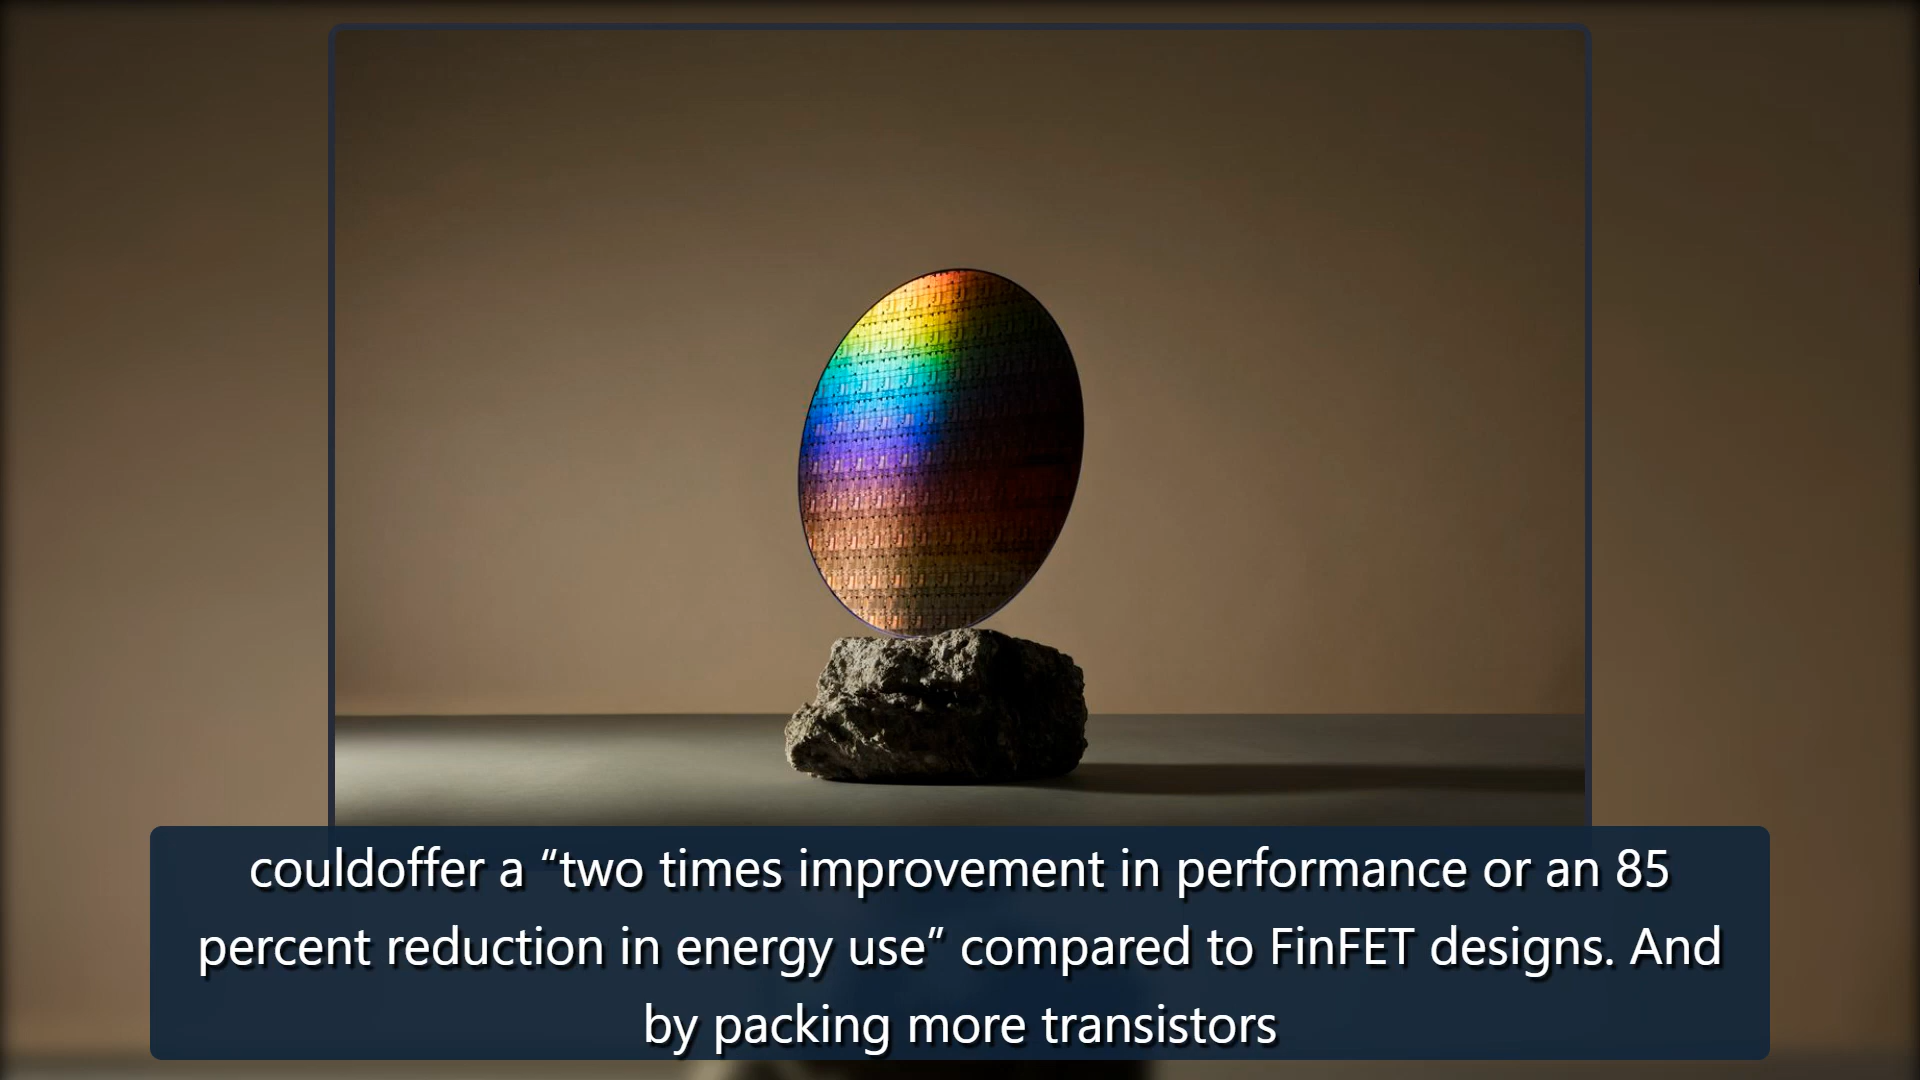 couldoffer a “two times improvement in performance or an 85
percent reduction in energy use” compared to FinFET designs. And
by packing more transistors